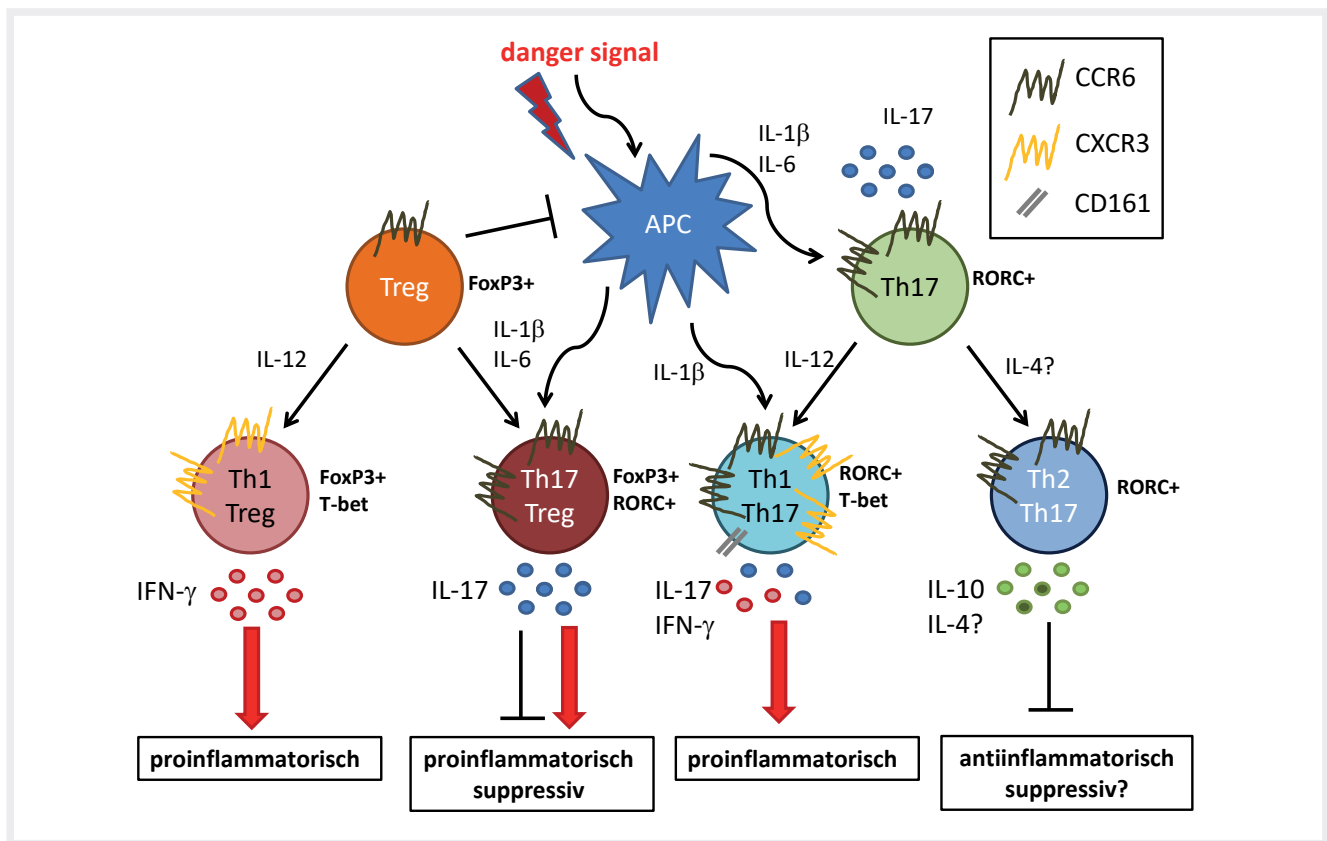 danger signal
CCR6
CXCR3
CD161
IL-1β
IL-6
IL-17
APC
Treg
FoxP3+
Th17
RORC+
IL-12
IL-1β
IL-6
IL-1β
IL-12
IL-4?
Th1
Treg
FoxP3+
T-bet
Th17
Treg
FoxP3+
RORC+
Th1
Th17
RORC+
T-bet
Th2
Th17
RORC+
IFN-γ
IL-17
IL-17
IFN-γ
IL-10
IL-4?
proinflammatorisch
proinflammatorisch
suppressiv
proinflammatorisch
antiinflammatorisch
suppressiv?